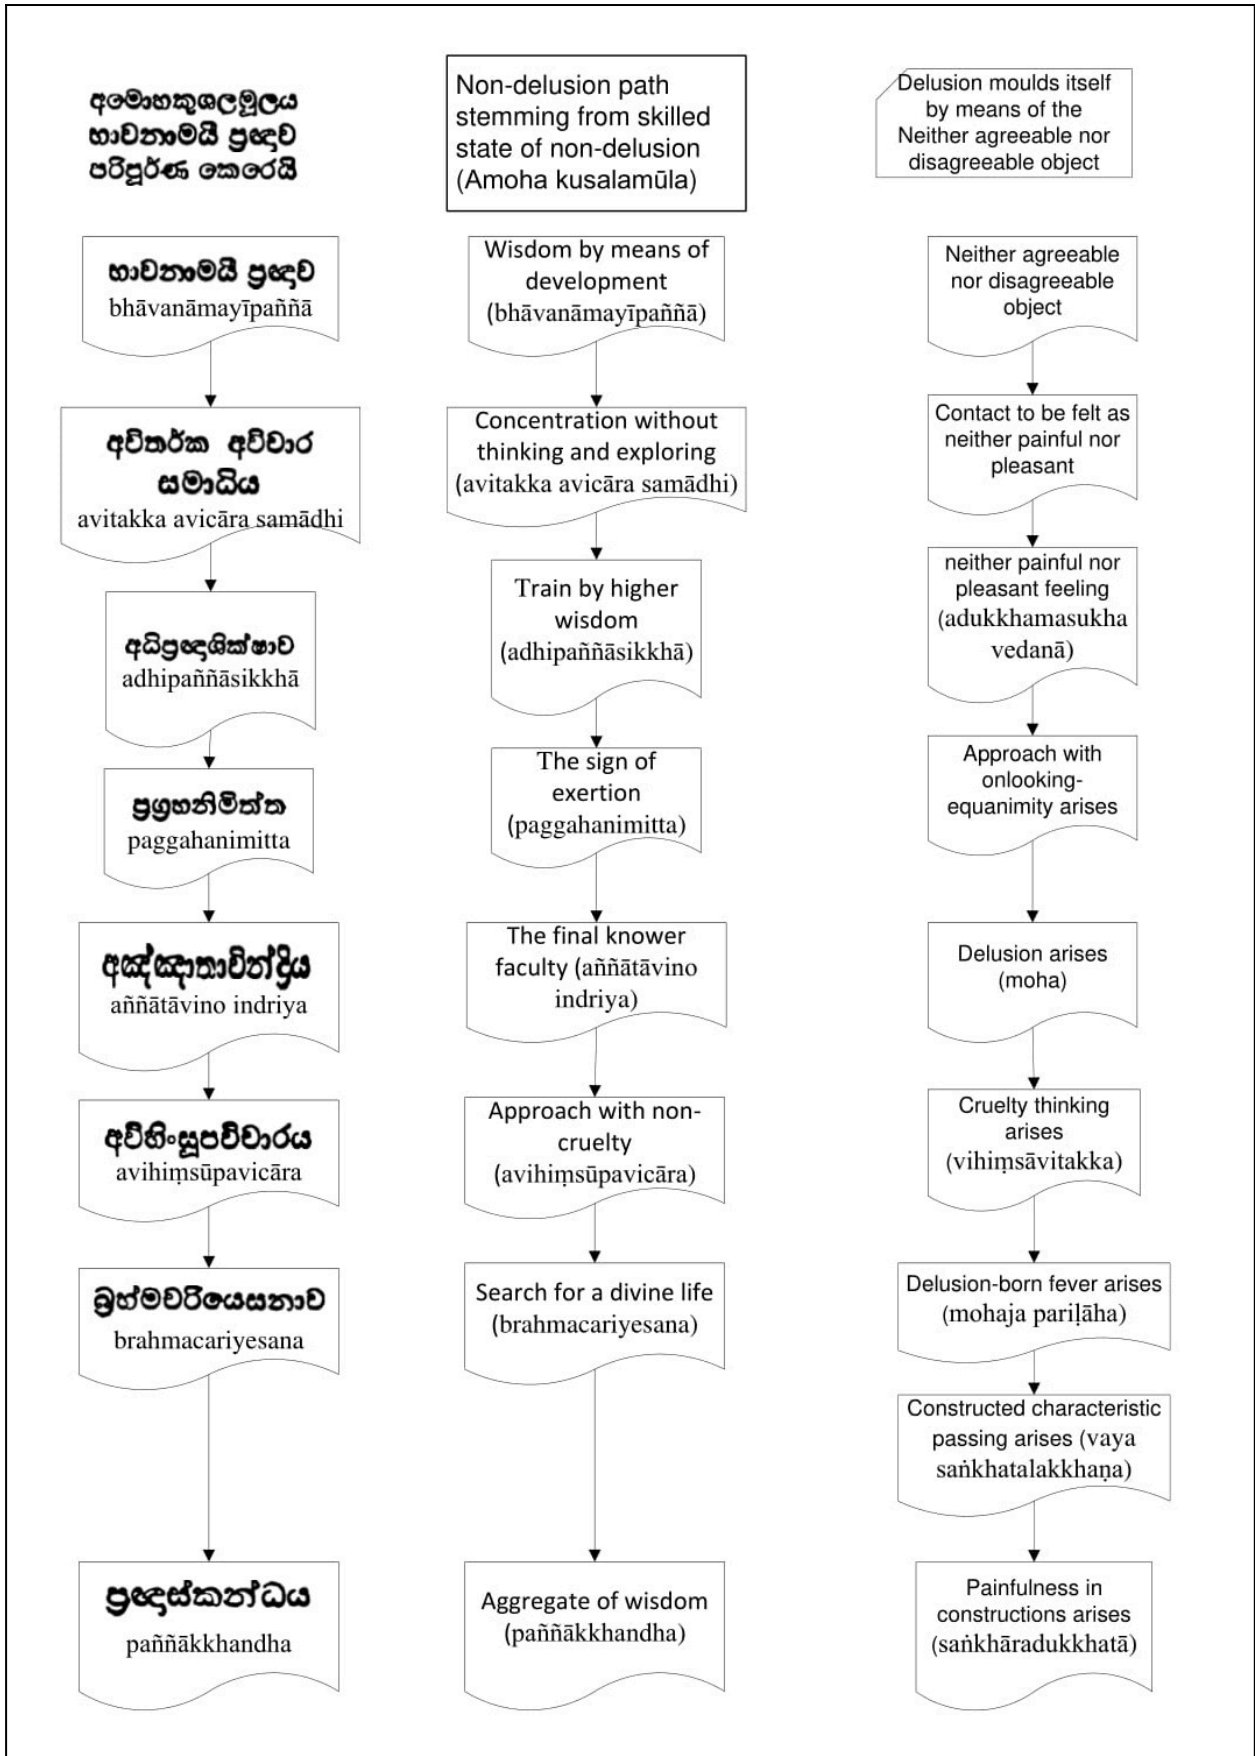 අමොහකුශලමූලය
භාවනාමයී ප්‍රඥාව
පරිපූර්ණ කෙරෙයි
භාවනාමයී ප්‍රඥාව
bhāvanāmayīpaññā
අවිතර්ක අවිචාර
සමාධිය
avitakka avicāra samādhi
අධිප්‍රඥාශික්ෂාව
adhipaññāsikkhā
ප්‍රග්‍රහනිමිත්ත
paggahanimitta
අඤ්ඤාතාවින්ද්‍රිය
aññātāvino indriya
අවිහිංසූපවිචාරය
avihiṃsūpavicāra
බ්‍රහ්මචරියෙසනාව
brahmacariyesana
ප්‍රඥාස්කන්ධය
paññākkhandha
Non-delusion path
stemming from skilled
state of non-delusion
(Amoha kusalamūla)
Wisdom by means of
development
(bhāvanāmayīpaññā)
Concentration without
thinking and exploring
(avitakka avicāra samādhi)
Train by higher
wisdom
(adhipaññāsikkhā)
The sign of
exertion
(paggahanimitta)
The final knower
faculty (aññātāvino
indriya)
Approach with non-
cruelty
(avihiṃsūpavicāra)
Search for a divine life
(brahmacariyesana)
Aggregate of wisdom
(paññākkhandha)
Delusion moulds itself
by means of the
Neither agreeable nor
disagreeable object
Neither agreeable
nor disagreeable
object
Contact to be felt as
neither painful nor
pleasant
neither painful nor
pleasant feeling
(adukkhamasukha
vedanā)
Approach with
onlooking-
equanimity arises
Delusion arises
(moha)
Cruelty thinking
arises
(vihiṃsāvitakka)
Delusion-born fever arises
(mohaja pariḷāha)
Constructed characteristic
passing arises (vaya
saṅkhatalakkhaṇa)
Painfulness in
constructions arises
(saṅkhāradukkhatā)